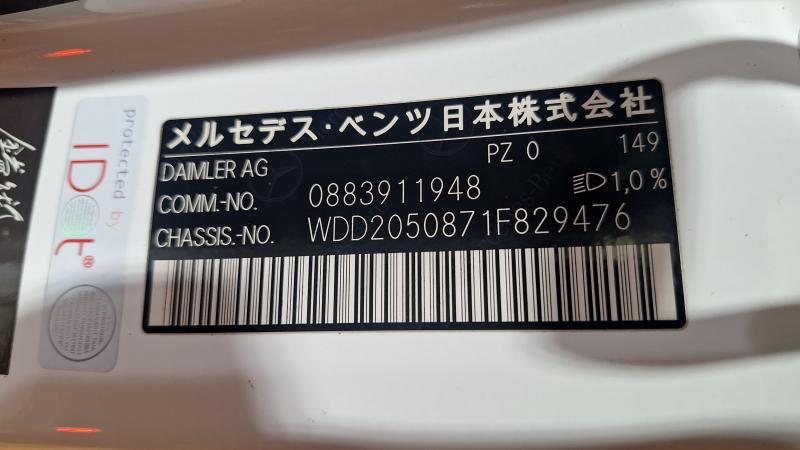 メルセデス・ベンツ日本株式会社
DAIMLER AG PZ 0 149
COMM.-NO. 0883911948 1,0 %
CHASSIS.-NO. WDD2050871F829476
protected by
IDot®